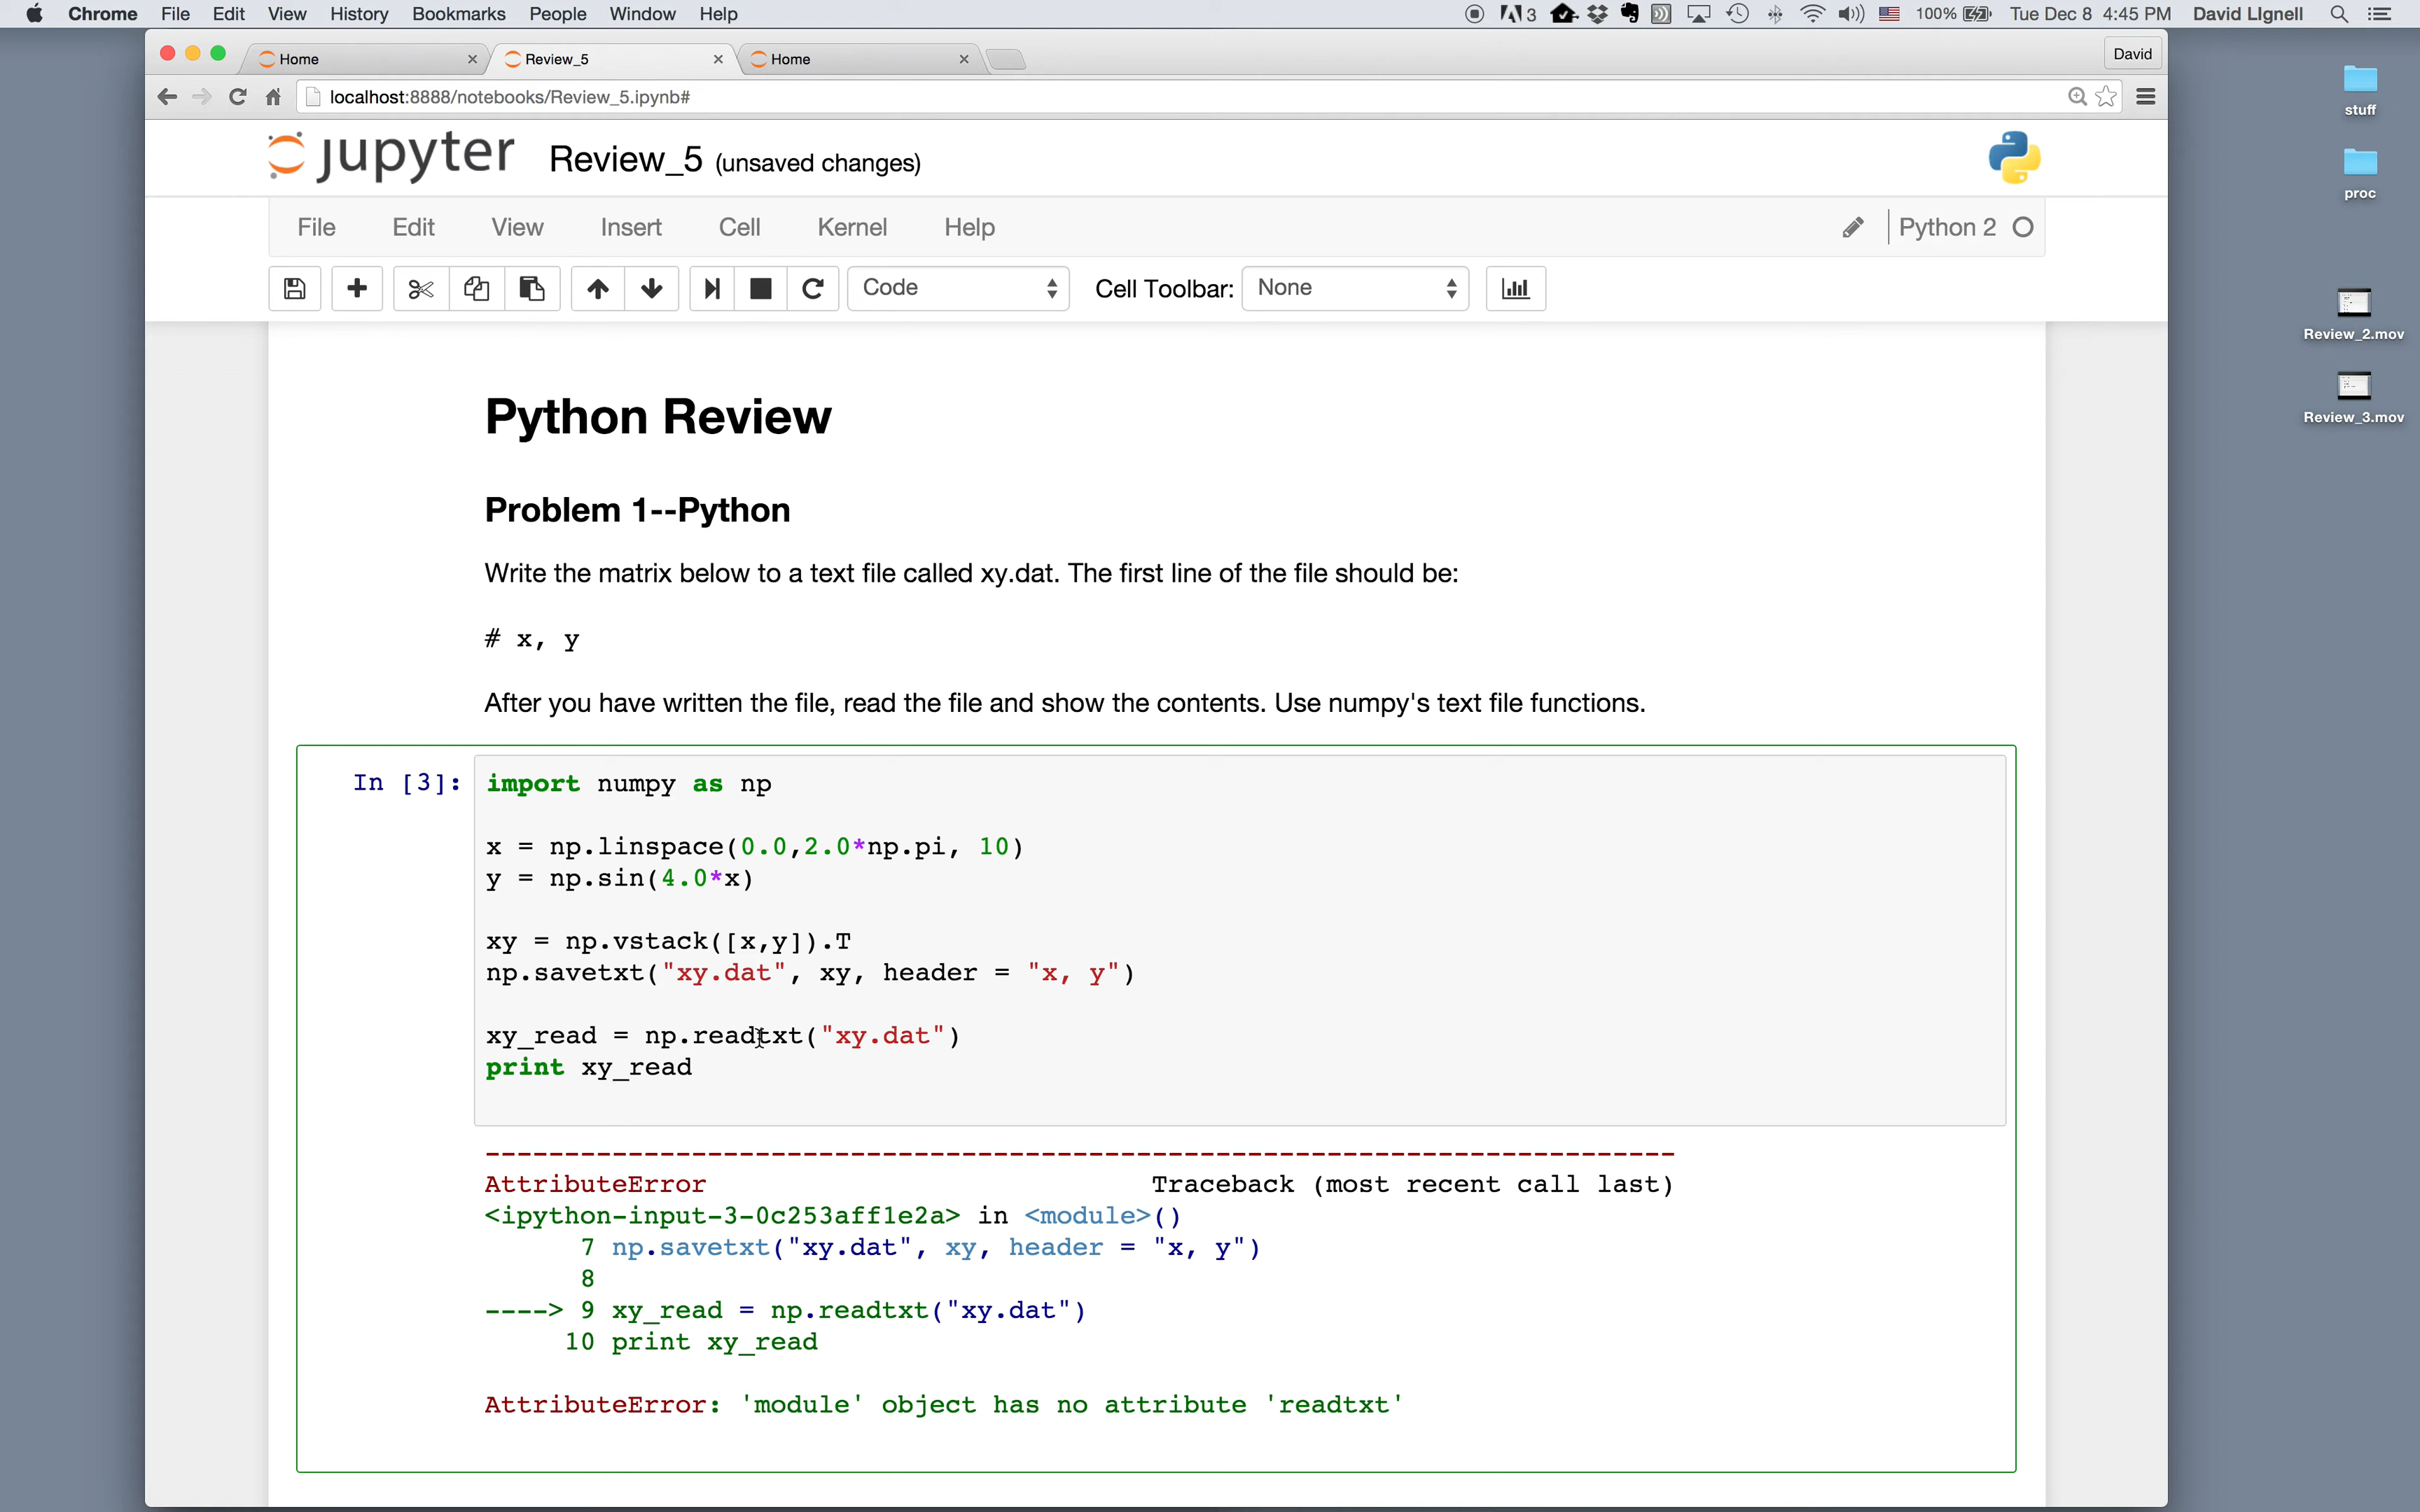 Chrome File Edit View History Bookmarks People Window Help 3 100% Tue Dec 8 4:45 PM David LIgnell
Home Review_5 Home David
localhost:8888/notebooks/Review_5.ipynb#
stuff
proc
Review_2.mov
Review_3.mov
jupyter Review_5 (unsaved changes)
File Edit View Insert Cell Kernel Help Python 2
Code Cell Toolbar: None
Python Review
Problem 1--Python
Write the matrix below to a text file called xy.dat. The first line of the file should be:
# x, y
After you have written the file, read the file and show the contents. Use numpy's text file functions.
In [3]: import numpy as np
x = np.linspace(0.0,2.0*np.pi, 10)
y = np.sin(4.0*x)
xy = np.vstack([x,y]).T
np.savetxt("xy.dat", xy, header = "x, y")
xy_read = np.readtxt("xy.dat")
print xy_read
---------------------------------------------------------------------------
AttributeError Traceback (most recent call last)
<ipython-input-3-0c253aff1e2a> in <module>()
7 np.savetxt("xy.dat", xy, header = "x, y")
8
----> 9 xy_read = np.readtxt("xy.dat")
10 print xy_read
AttributeError: 'module' object has no attribute 'readtxt'